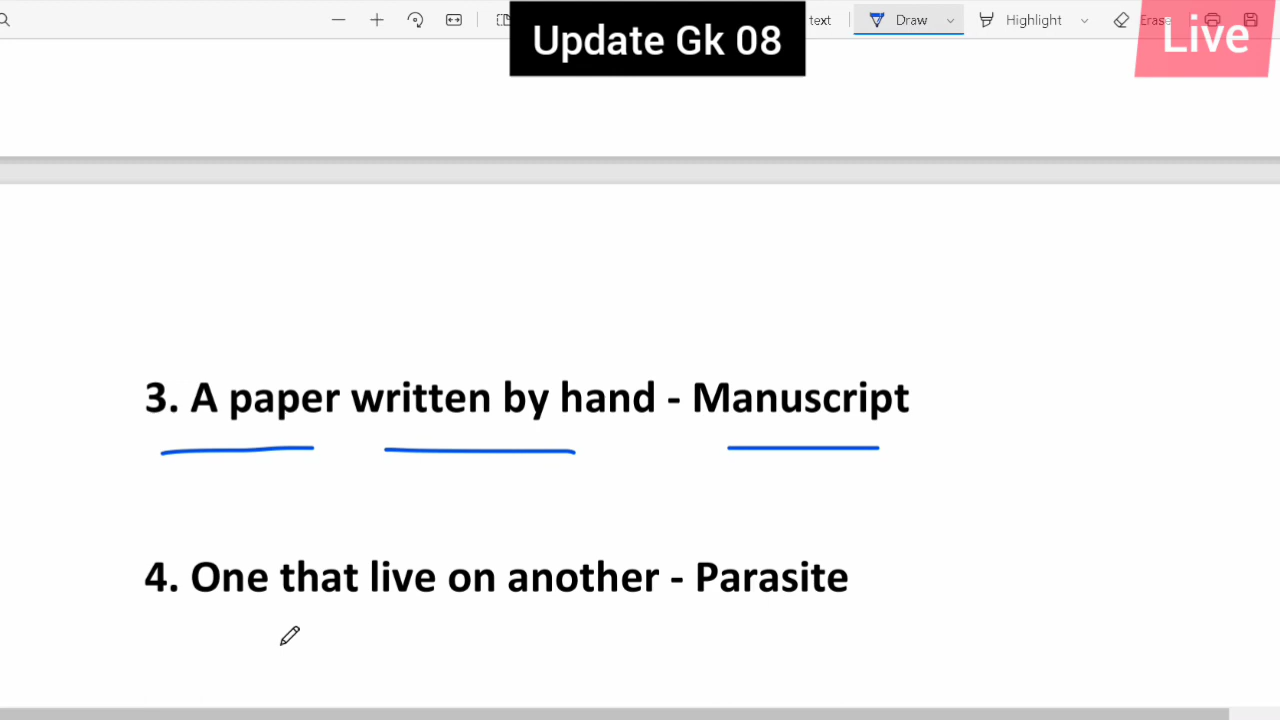 text
Draw
Highlight
Erase
Update Gk 08
Live
3. A paper written by hand - Manuscript
4. One that live on another - Parasite